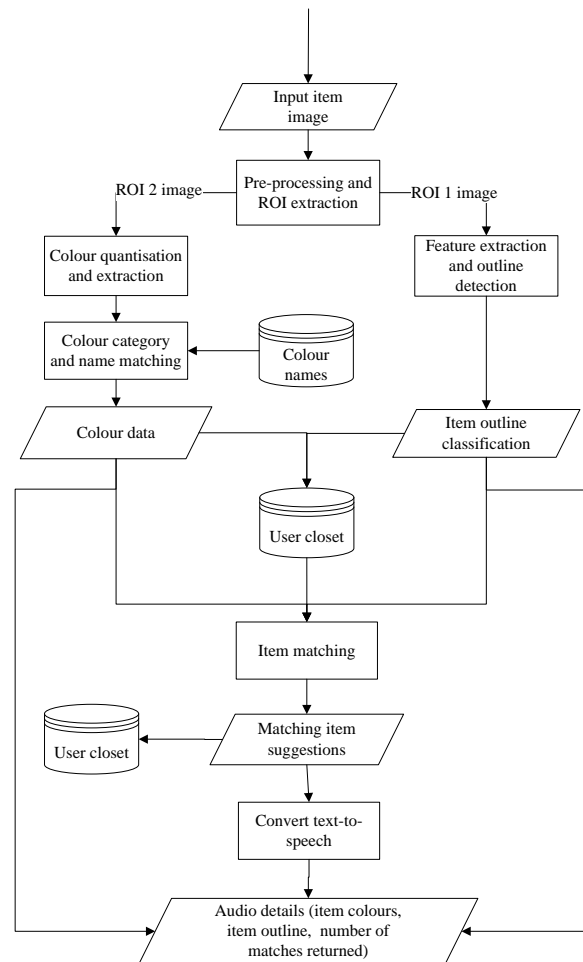 Input item
image
Pre-processing and
ROI extraction
ROI 2 image
ROI 1 image
Colour quantisation
and extraction
Feature extraction
and outline
detection
Colour category
and name matching
Colour
names
Colour data
Item outline
classification
User closet
Item matching
User closet
Matching item
suggestions
Convert text-to-
speech
Audio details (item colours,
item outline, number of
matches returned)